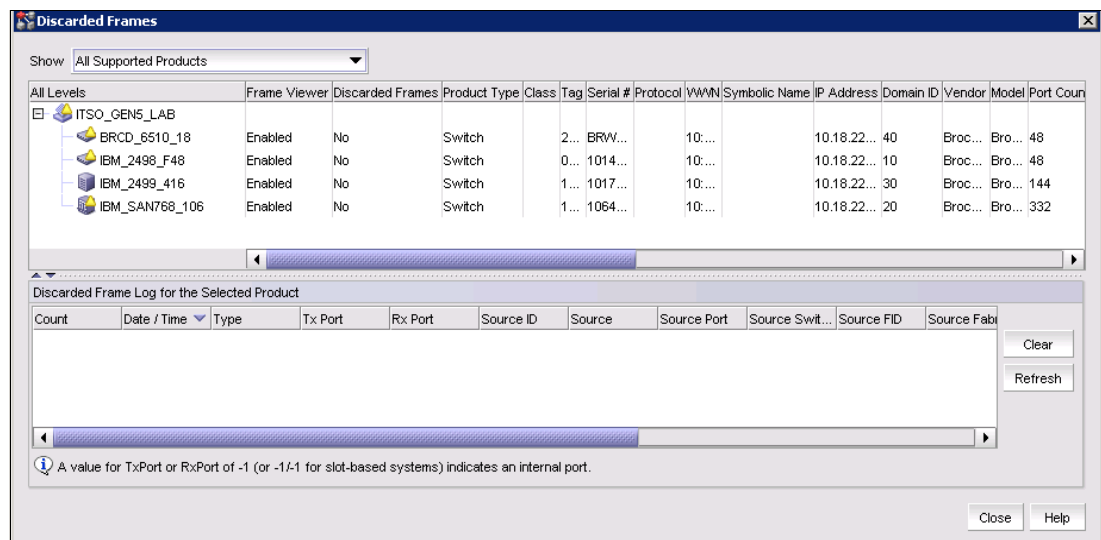 Discarded Frames
Show All Supported Products
All Levels Frame Viewer Discarded Frames Product Type Class Tag Serial # Protocol WWN Symbolic Name IP Address Domain ID Vendor Model Port Coun
ITSO_GEN5_LAB
BRCD_6510_18 Enabled No Switch 2... BRW... 10:... 10.18.22... 40 Broc... Bro... 48
IBM_2498_F48 Enabled No Switch 0... 1014... 10:... 10.18.22... 10 Broc... Bro... 48
IBM_2499_416 Enabled No Switch 1... 1017... 10:... 10.18.22... 30 Broc... Bro... 144
IBM_SAN768_106 Enabled No Switch 1... 1064... 10:... 10.18.22... 20 Broc... Bro... 332
Discarded Frame Log for the Selected Product
Count Date / Time Type Tx Port Rx Port Source ID Source Source Port Source Swit... Source FID Source Fabr
Clear
Refresh
A value for TxPort or RxPort of -1 (or -1/-1 for slot-based systems) indicates an internal port.
Close Help